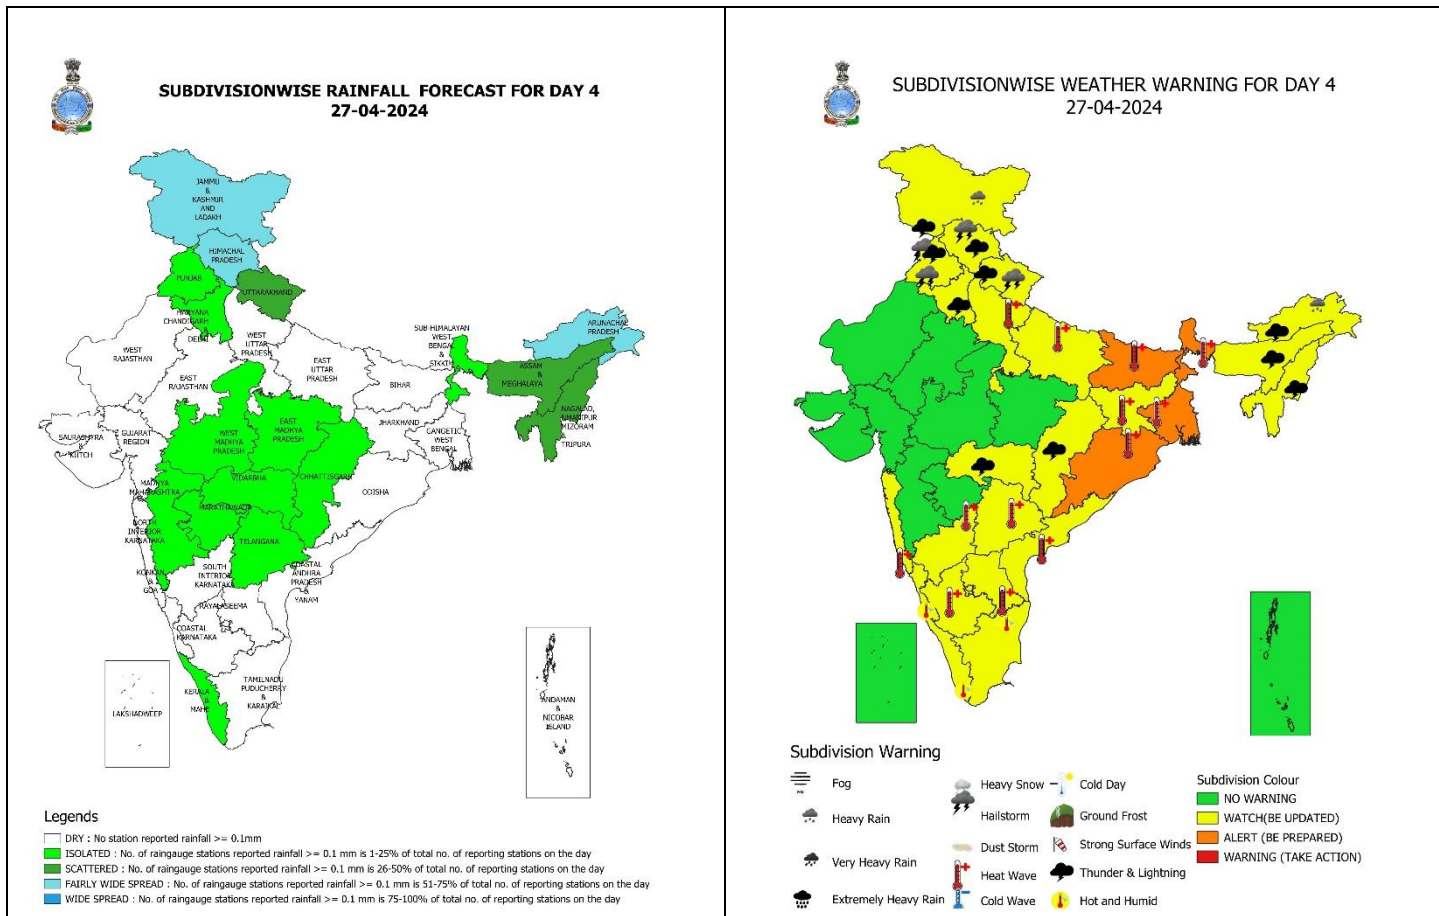 SUBDIVISIONWISE RAINFALL FORECAST FOR DAY 4
27-04-2024
JAMMU
&
KASHMIR
AND
LADAKH
HIMACHAL
PRADESH
PUNJAB
UTTARAKHAND
HARYANA
CHANDIGARH
&
DELHI
WEST
UTTAR
PRADESH
EAST
UTTAR
PRADESH
WEST
RAJASTHAN
EAST
RAJASTHAN
SUB-HIMALAYAN
WEST
BENGAL
&
SIKKIM
ARUNACHAL
PRADESH
ASSAM
&
MEGHALAYA
NAGALAD,
MANIPUR
MIZORAM
&
TRIPURA
BIHAR
JHARKHAND
GANGETIC
WEST
BENGAL
SAURASHTRA
&
KUTCH
GUJARAT
REGION
WEST
MADHYA
PRADESH
EAST
MADHYA
PRADESH
CHHATTISGARH
VIDARBHA
MADHYA
MAHARASHTRA
MARATHAWADA
ODISHA
NORTH
INTERIOR
KARNATAKA
TELANGANA
KONKAN
&
GOA
SOUTH
INTERIOR
KARNATAKA
COASTAL
ANDHRA
PRADESH
&
YANAM
RAYALASEEMA
COASTAL
KARNATAKA
KERALA
&
MAHE
TAMILNADU
PUDUCHERRY
&
KARAIKAL
LAKSHADWEEP
ANDAMAN
&
NICOBAR
ISLAND
Legends
DRY : No station reported rainfall >= 0.1mm
ISOLATED : No. of raingauge stations reported rainfall >= 0.1 mm is 1-25% of total no. of reporting stations on the day
SCATTERED : No. of raingauge stations reported rainfall >= 0.1 mm is 26-50% of total no. of reporting stations on the day
FAIRLY WIDE SPREAD : No. of raingauge stations reported rainfall >= 0.1 mm is 51-75% of total no. of reporting stations on the day
WIDE SPREAD : No. of raingauge stations reported rainfall >= 0.1 mm is 75-100% of total no. of reporting stations on the day
SUBDIVISIONWISE WEATHER WARNING FOR DAY 4
27-04-2024
Subdivision Warning
Fog
Heavy Rain
Very Heavy Rain
Extremely Heavy Rain
Heavy Snow
Hailstorm
Dust Storm
Heat Wave
Cold Wave
Cold Day
Ground Frost
Strong Surface Winds
Thunder & Lightning
Hot and Humid
Subdivision Colour
NO WARNING
WATCH(BE UPDATED)
ALERT (BE PREPARED)
WARNING (TAKE ACTION)